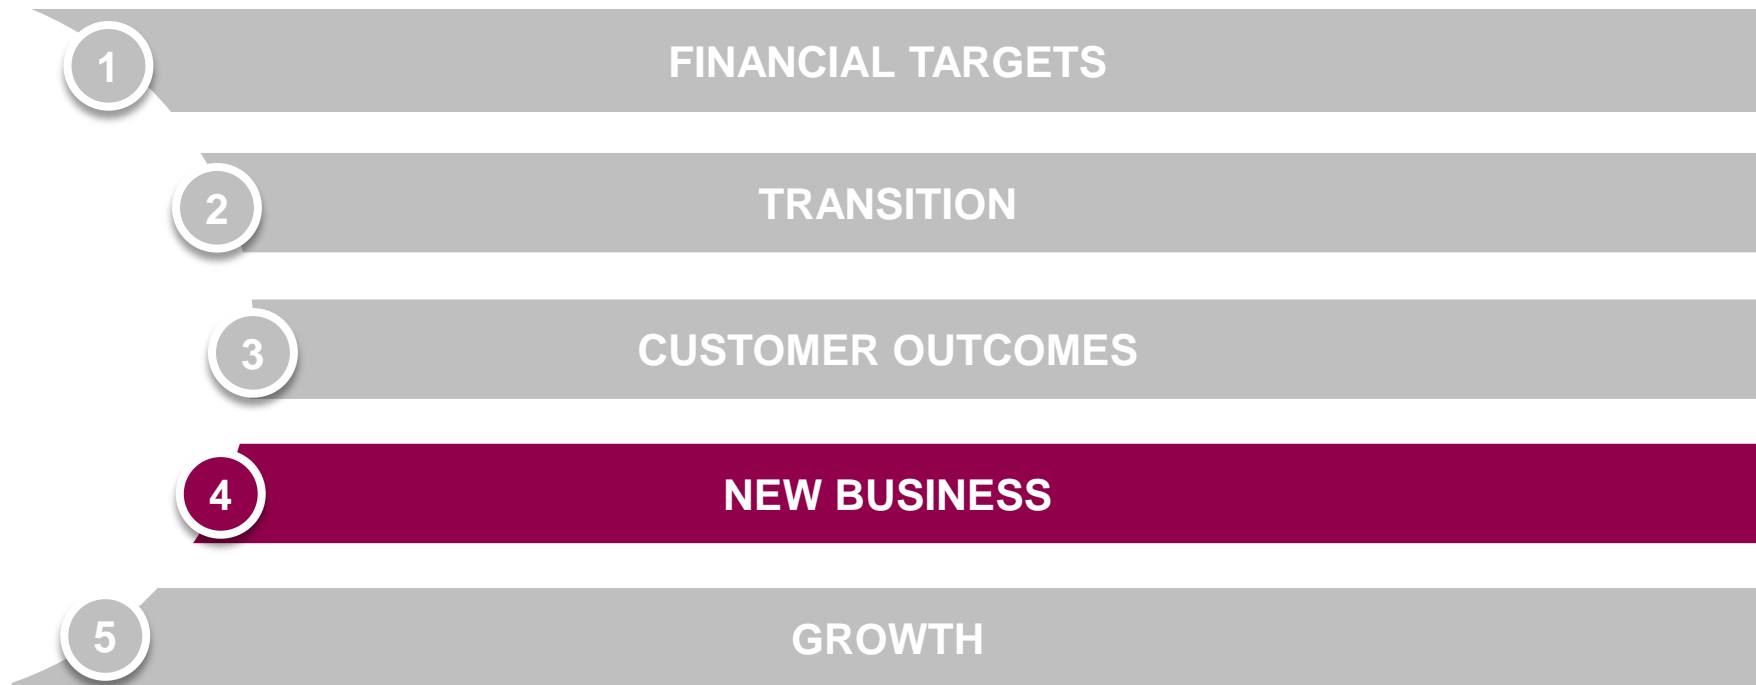 1 FINANCIAL TARGETS
2 TRANSITION
3 CUSTOMER OUTCOMES
4 NEW BUSINESS
5 GROWTH